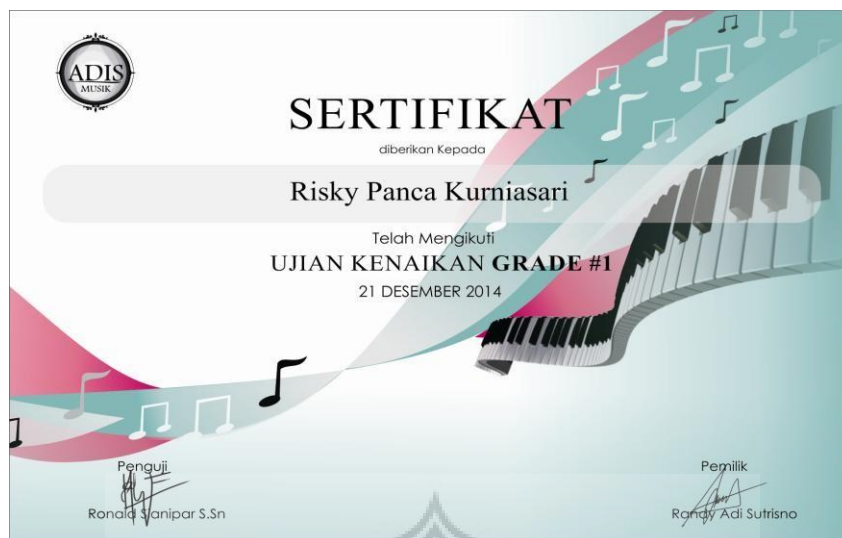 ADIS
MUSIK
SERTIFIKAT
diberikan Kepada
Risky Panca Kurniasari
Telah Mengikuti
UJIAN KENAIKAN GRADE #1
21 DESEMBER 2014
Penguji
Ronald Sianipar S.Sn
Pemilik
Randy Adi Sutrisno